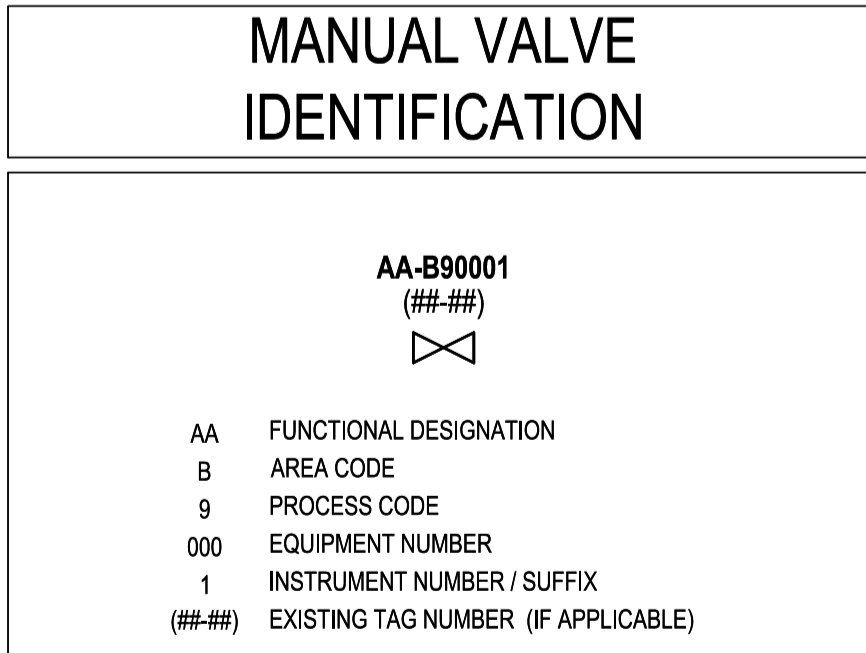 MANUAL VALVE
IDENTIFICATION
AA-B90001
(##-##)
AA FUNCTIONAL DESIGNATION
B AREA CODE
9 PROCESS CODE
000 EQUIPMENT NUMBER
1 INSTRUMENT NUMBER / SUFFIX
(##-##) EXISTING TAG NUMBER (IF APPLICABLE)